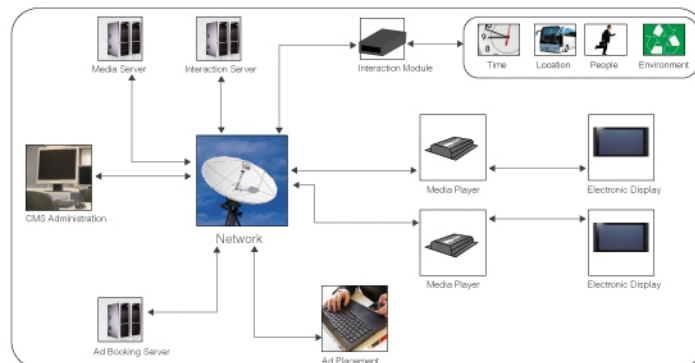 Media Server
Interaction Server
Interaction Module
Time
Location
People
Environment
CMS Administration
Network
Media Player
Electronic Display
Media Player
Electronic Display
Ad Booking Server
Ad Placement